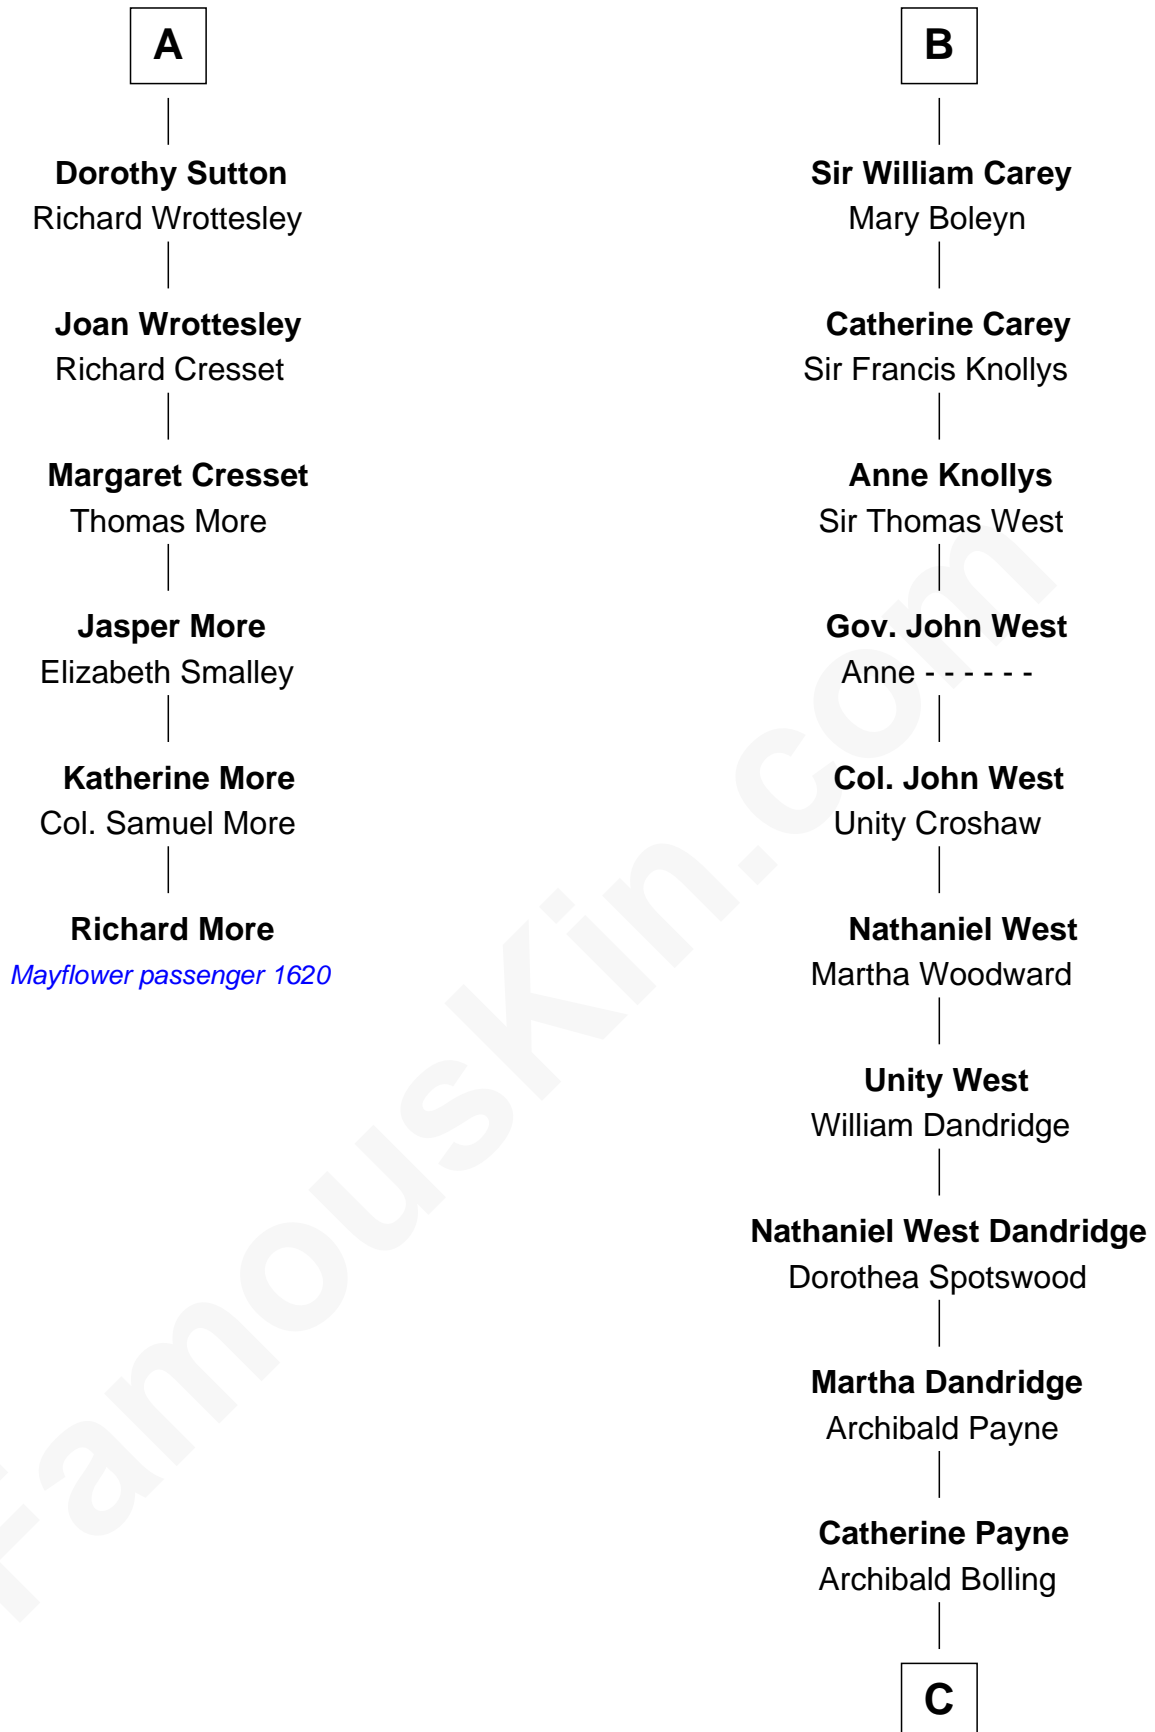 A
Dorothy Sutton
Richard Wrottesley
Joan Wrottesley
Richard Cresset
Margaret Cresset
Thomas More
Jasper More
Elizabeth Smalley
Katherine More
Col. Samuel More
Richard More
Mayflower passenger 1620
B
Sir William Carey
Mary Boleyn
Catherine Carey
Sir Francis Knollys
Anne Knollys
Sir Thomas West
Gov. John West
Anne - - - - - -
Col. John West
Unity Croshaw
Nathaniel West
Martha Woodward
Unity West
William Dandridge
Nathaniel West Dandridge
Dorothea Spotswood
Martha Dandridge
Archibald Payne
Catherine Payne
Archibald Bolling
C
FamousKin.com